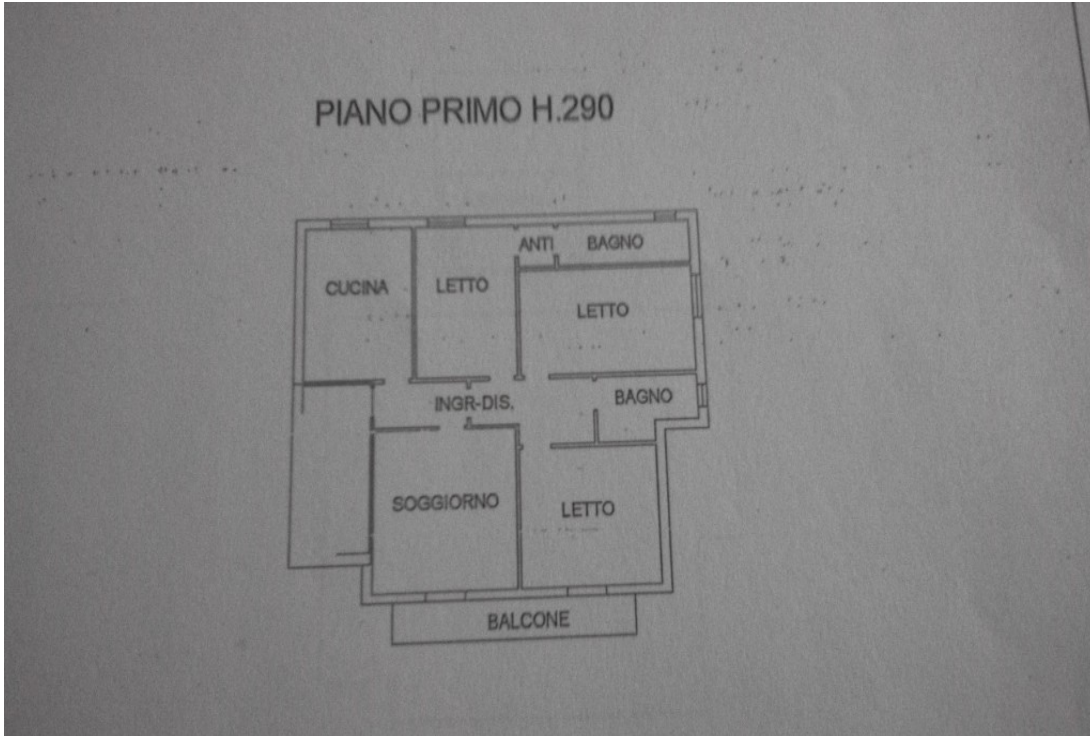 PIANO PRIMO H.290
ANTI BAGNO
CUCINA LETTO
LETTO
INGR-DIS. BAGNO
SOGGIORNO LETTO
BALCONE